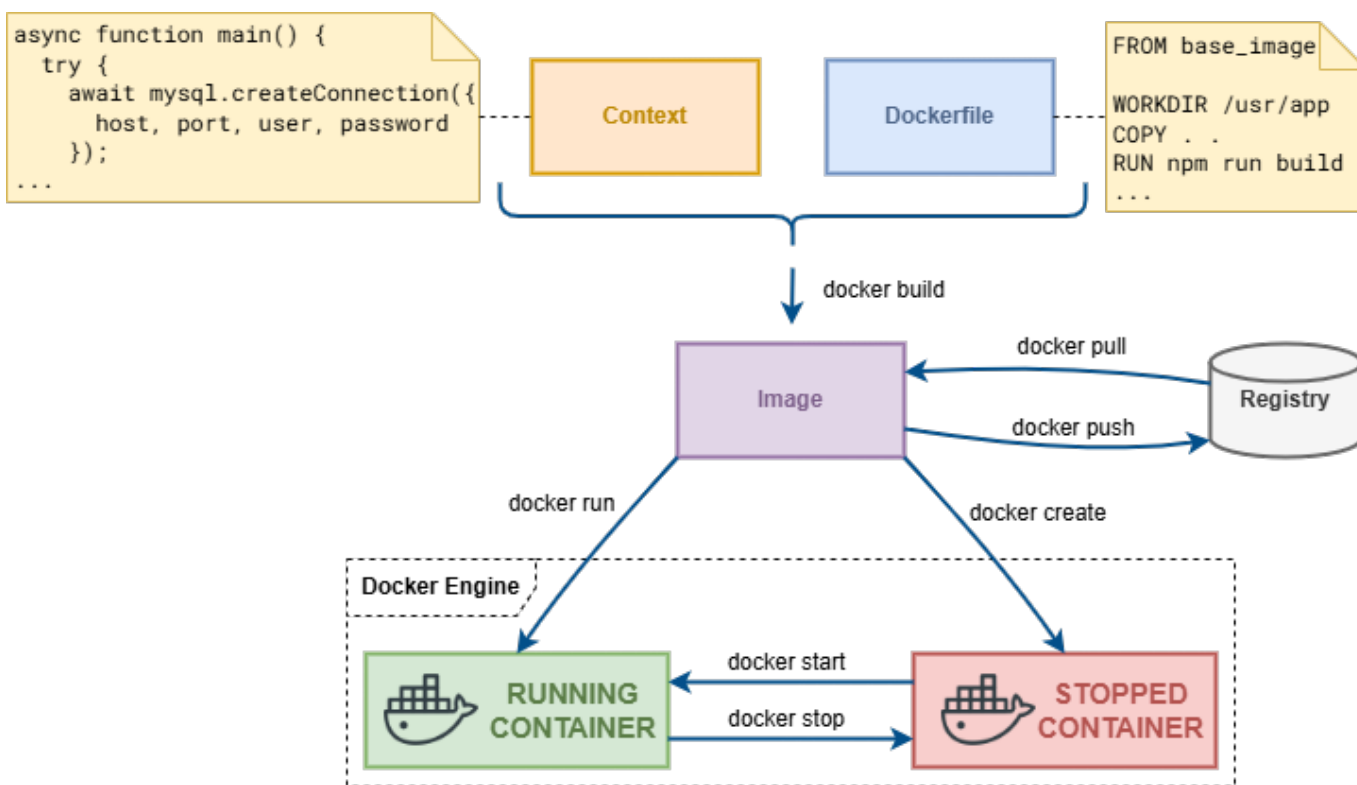 async function main() {
try {
await mysql.createConnection({
host, port, user, password
});
...
Context
Dockerfile
FROM base_image
WORKDIR /usr/app
COPY . .
RUN npm run build
...
docker build
Image
docker pull
docker push
Registry
docker run
docker create
Docker Engine
RUNNING
CONTAINER
docker start
docker stop
STOPPED
CONTAINER